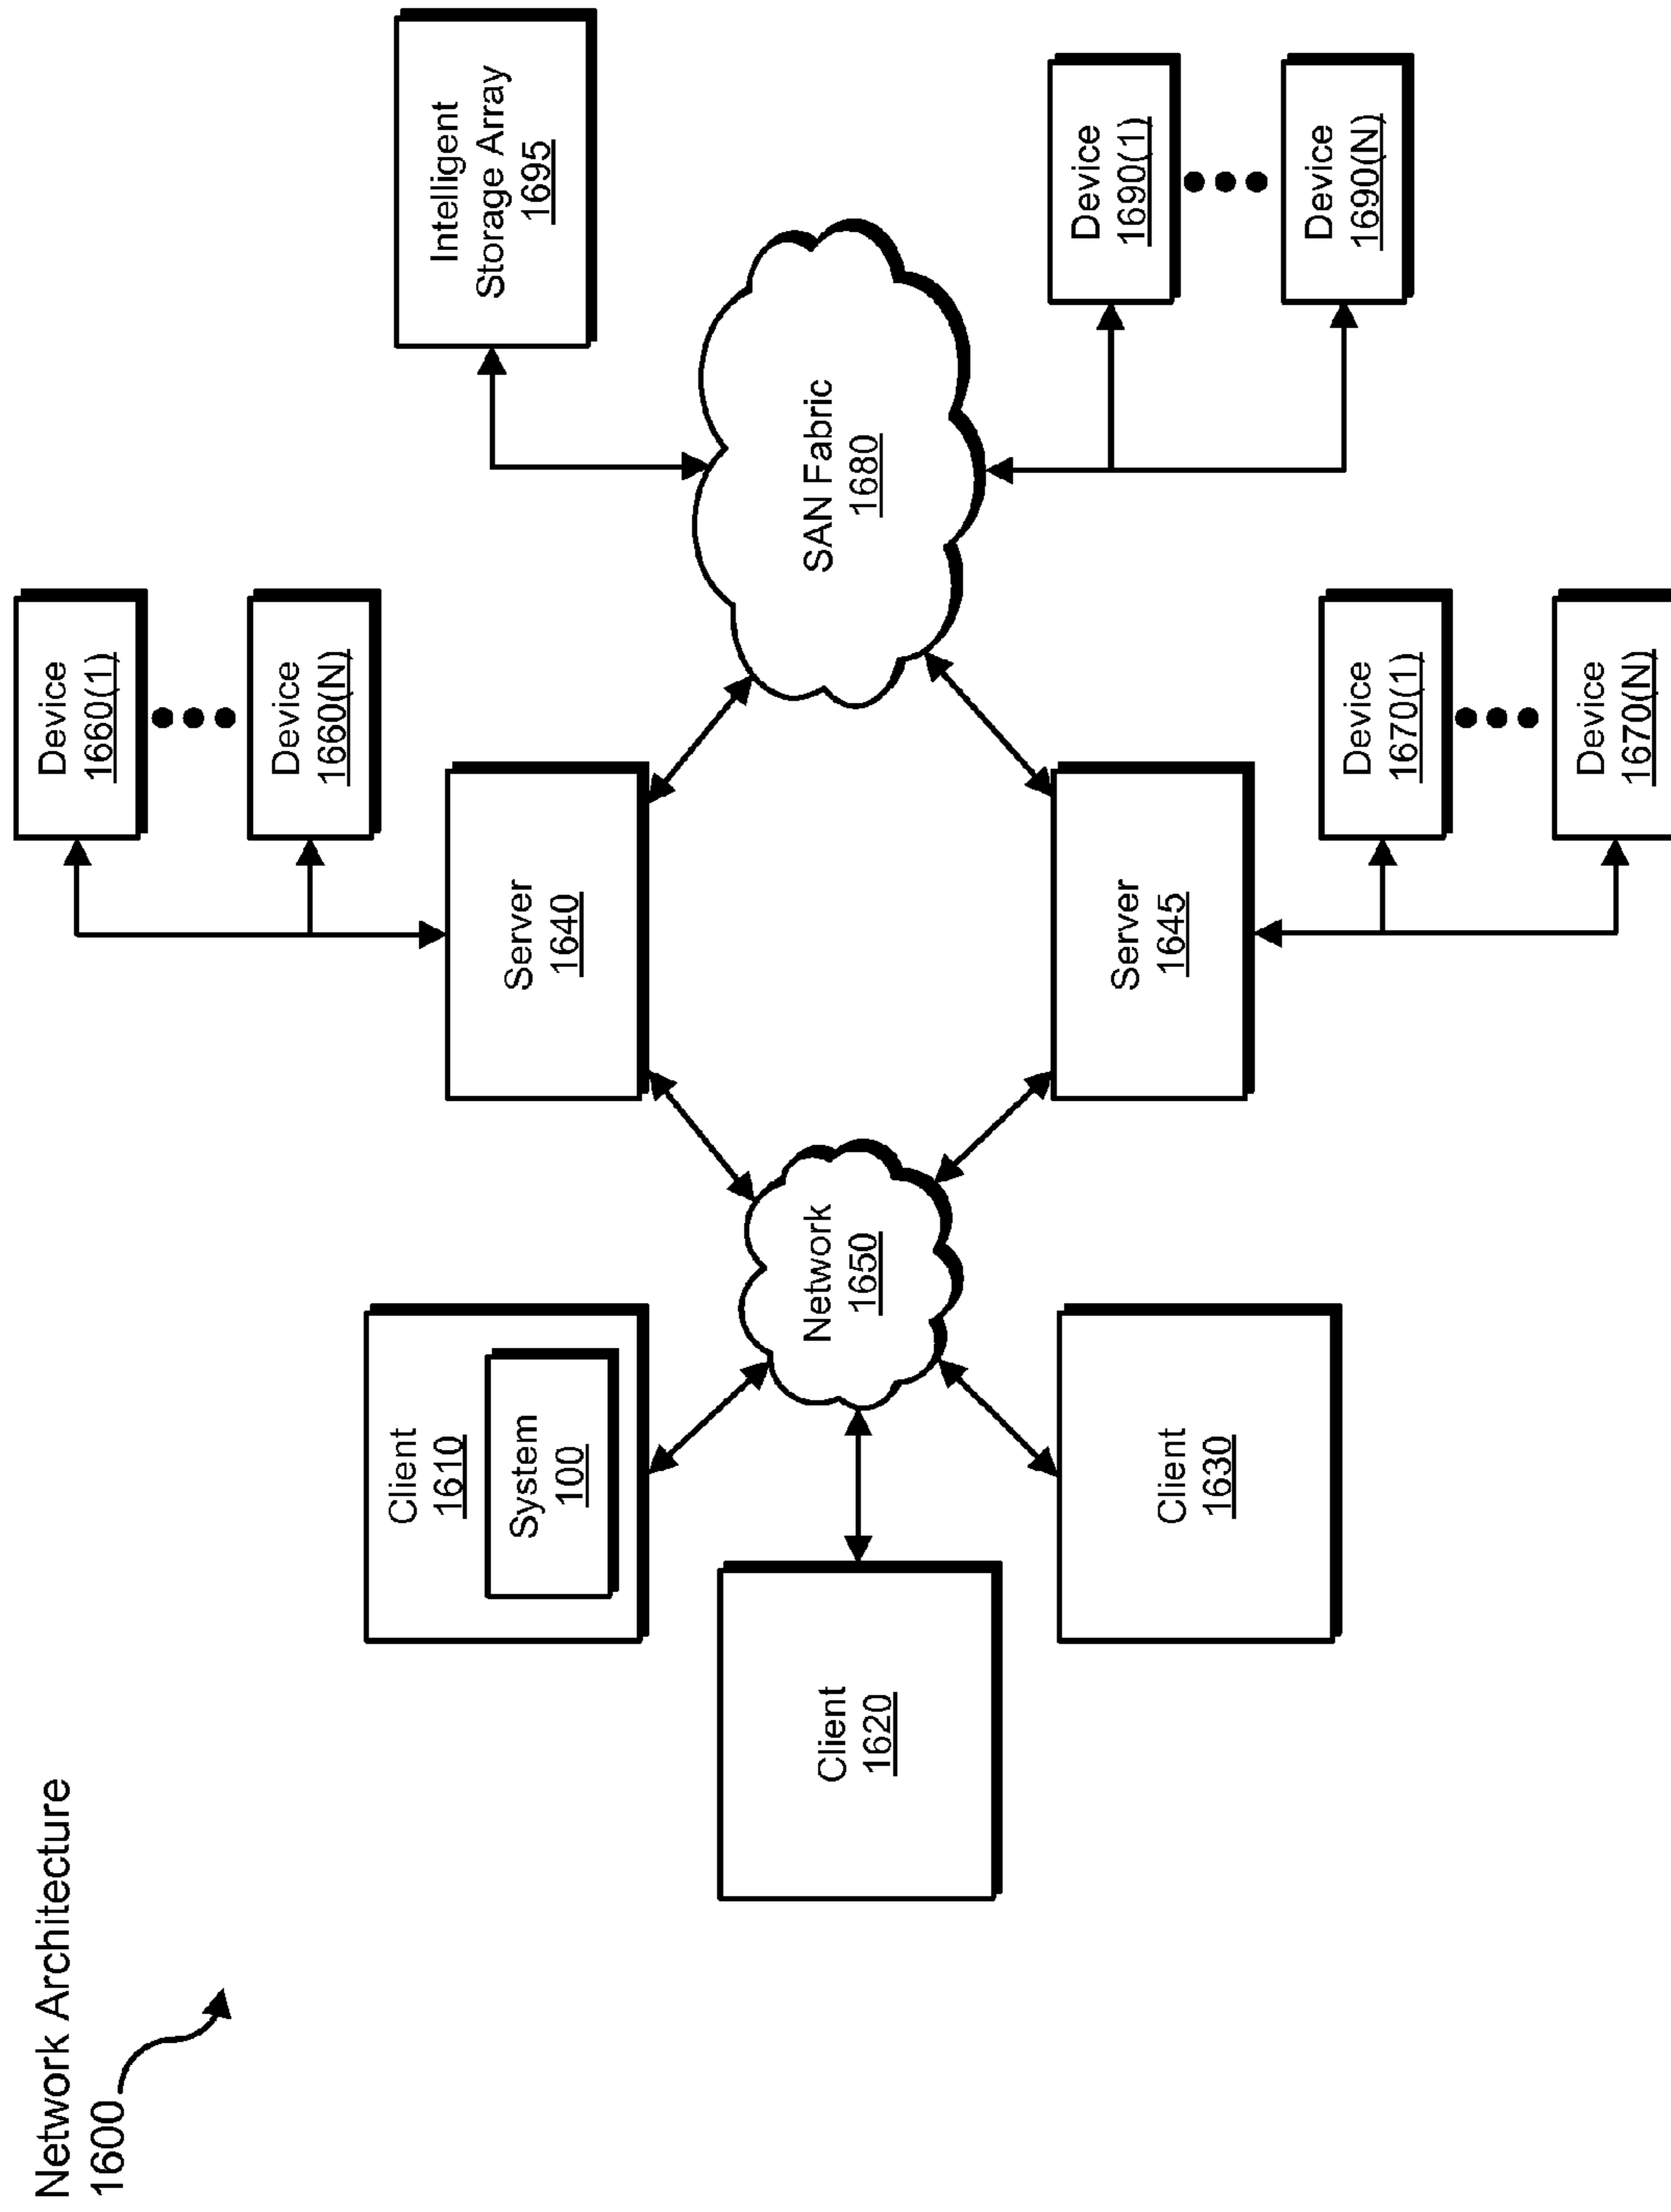 Network Architecture
1600
Client
1610
System
100
Client
1620
Client
1630
Network
1650
Server
1640
Server
1645
Device
1660(1)
Device
1660(N)
Device
1670(1)
Device
1670(N)
SAN Fabric
1680
Intelligent
Storage Array
1695
Device
1690(1)
Device
1690(N)